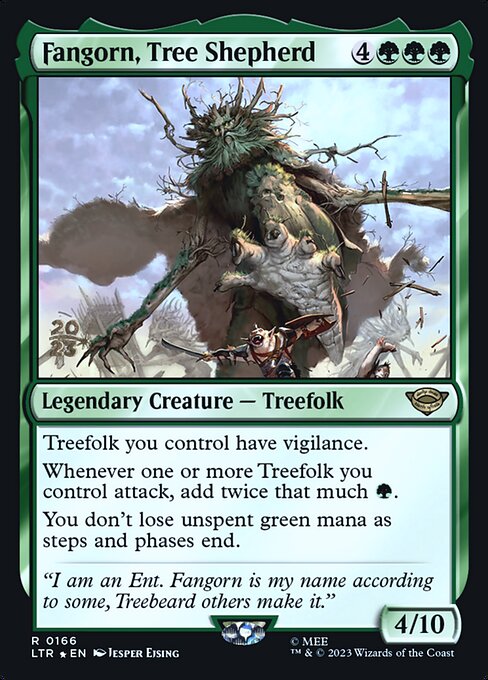 Fangorn, Tree Shepherd 4
20
23
Legendary Creature — Treefolk
Treefolk you control have vigilance.
Whenever one or more Treefolk you
control attack, add twice that much .
You don't lose unspent green mana as
steps and phases end.
"I am an Ent. Fangorn is my name according
to some, Treebeard others make it."
4/10
R 0166
LTR ★ EN Jesper Eising
© MEE
™ & © 2023 Wizards of the Coast